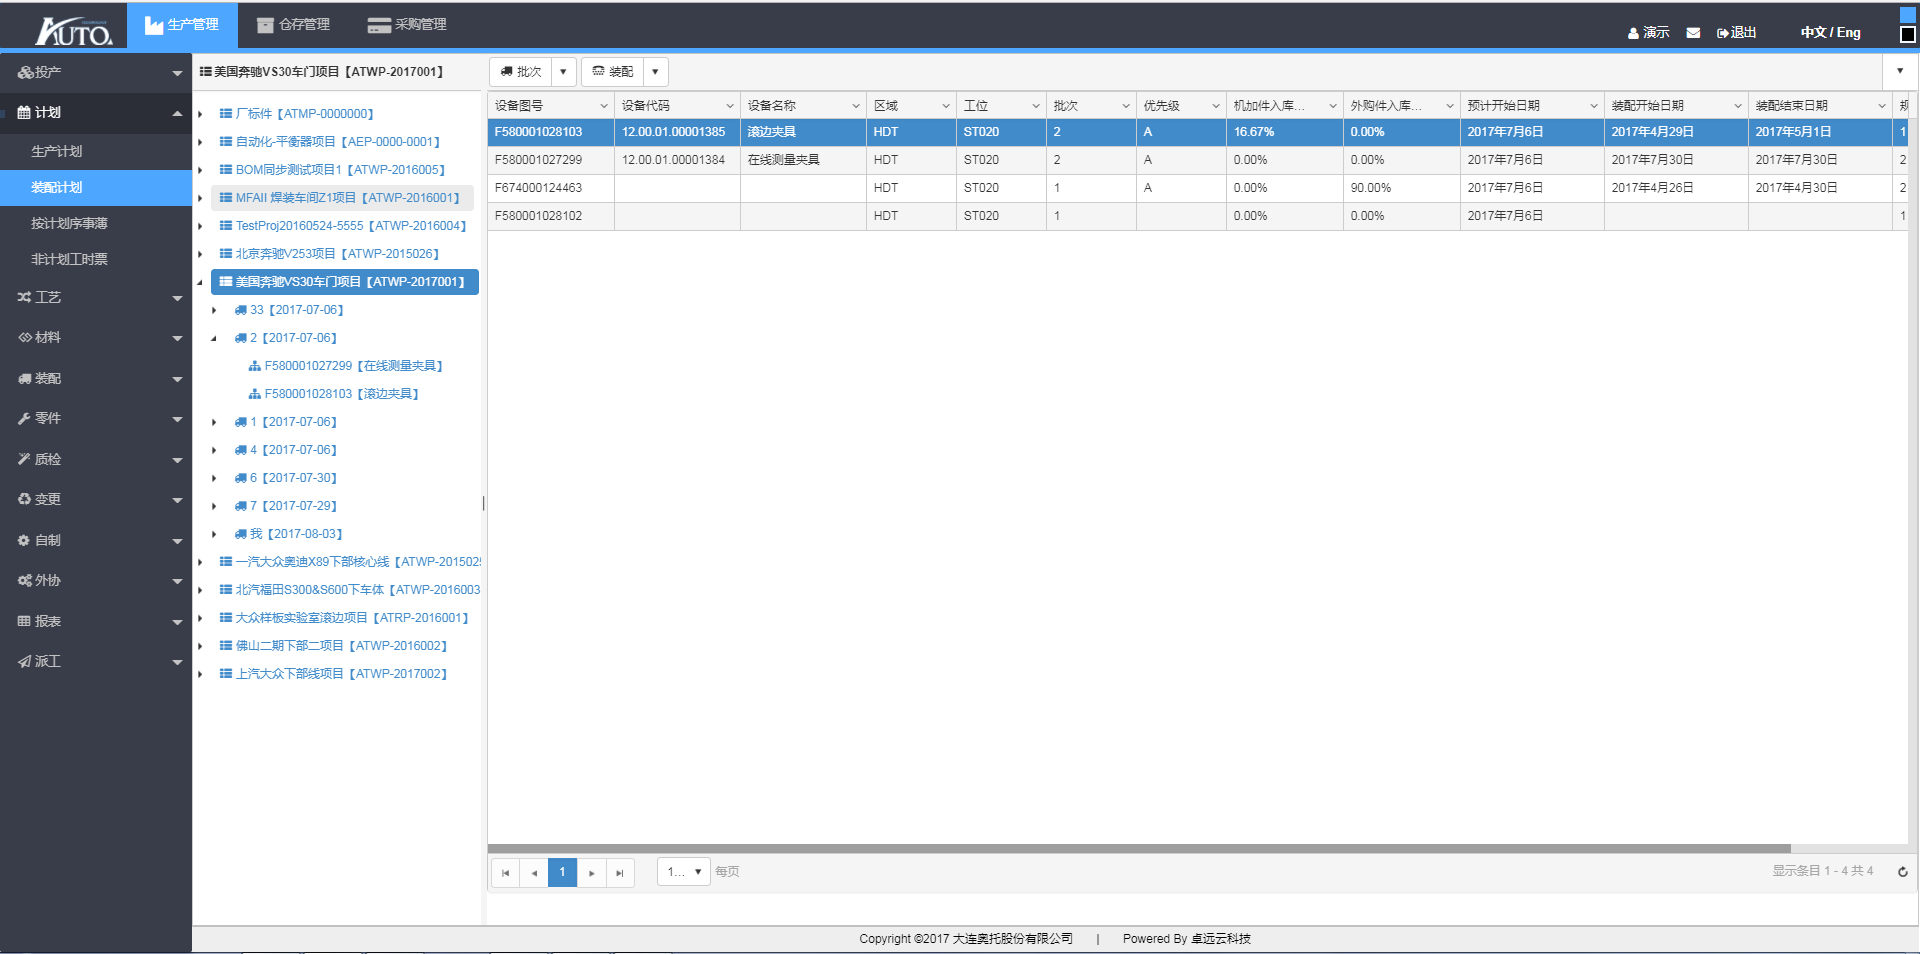 AUTO. 生产管理 仓存管理 采购管理 演示 退出 中文 / Eng
投产
计划
生产计划
装配计划
按计划序事薄
非计划工时票
工艺
材料
装配
零件
质检
变更
自制
外协
报表
派工
美国奔驰VS30车门项目【ATWP-2017001】
厂标件【ATMP-0000000】
自动化-平衡器项目【AEP-0000-0001】
BOM同步测试项目1【ATWP-2016005】
MFAII 焊装车间Z1项目【ATWP-2016001】
TestProj20160524-5555【ATWP-2016004】
北京奔驰V253项目【ATWP-2015026】
美国奔驰VS30车门项目【ATWP-2017001】
33【2017-07-06】
2【2017-07-06】
F580001027299【在线测量夹具】
F580001028103【滚边夹具】
1【2017-07-06】
4【2017-07-06】
6【2017-07-30】
7【2017-07-29】
我【2017-08-03】
一汽大众奥迪X89下部核心线【ATWP-2015025
北汽福田S300&S600下车体【ATWP-2016003
大众样板实验室滚边项目【ATRP-2016001】
佛山二期下部二项目【ATWP-2016002】
上汽大众下部线项目【ATWP-2017002】
批次 装配
设备图号 设备代码 设备名称 区域 工位 批次 优先级 机加件入库... 外购件入库... 预计开始日期 装配开始日期 装配结束日期
F580001028103 12.00.01.00001385 滚边夹具 HDT ST020 2 A 16.67% 0.00% 2017年7月6日 2017年4月29日 2017年5月1日 1
F580001027299 12.00.01.00001384 在线测量夹具 HDT ST020 2 A 0.00% 0.00% 2017年7月6日 2017年7月30日 2017年7月30日 2
F674000124463 HDT ST020 1 A 0.00% 90.00% 2017年7月6日 2017年4月26日 2017年4月30日 2
F580001028102 HDT ST020 1 0.00% 0.00% 2017年7月6日 1
1 1... 每页 显示条目 1 - 4 共 4
Copyright ©2017 大连奥托股份有限公司 | Powered By 卓远云科技